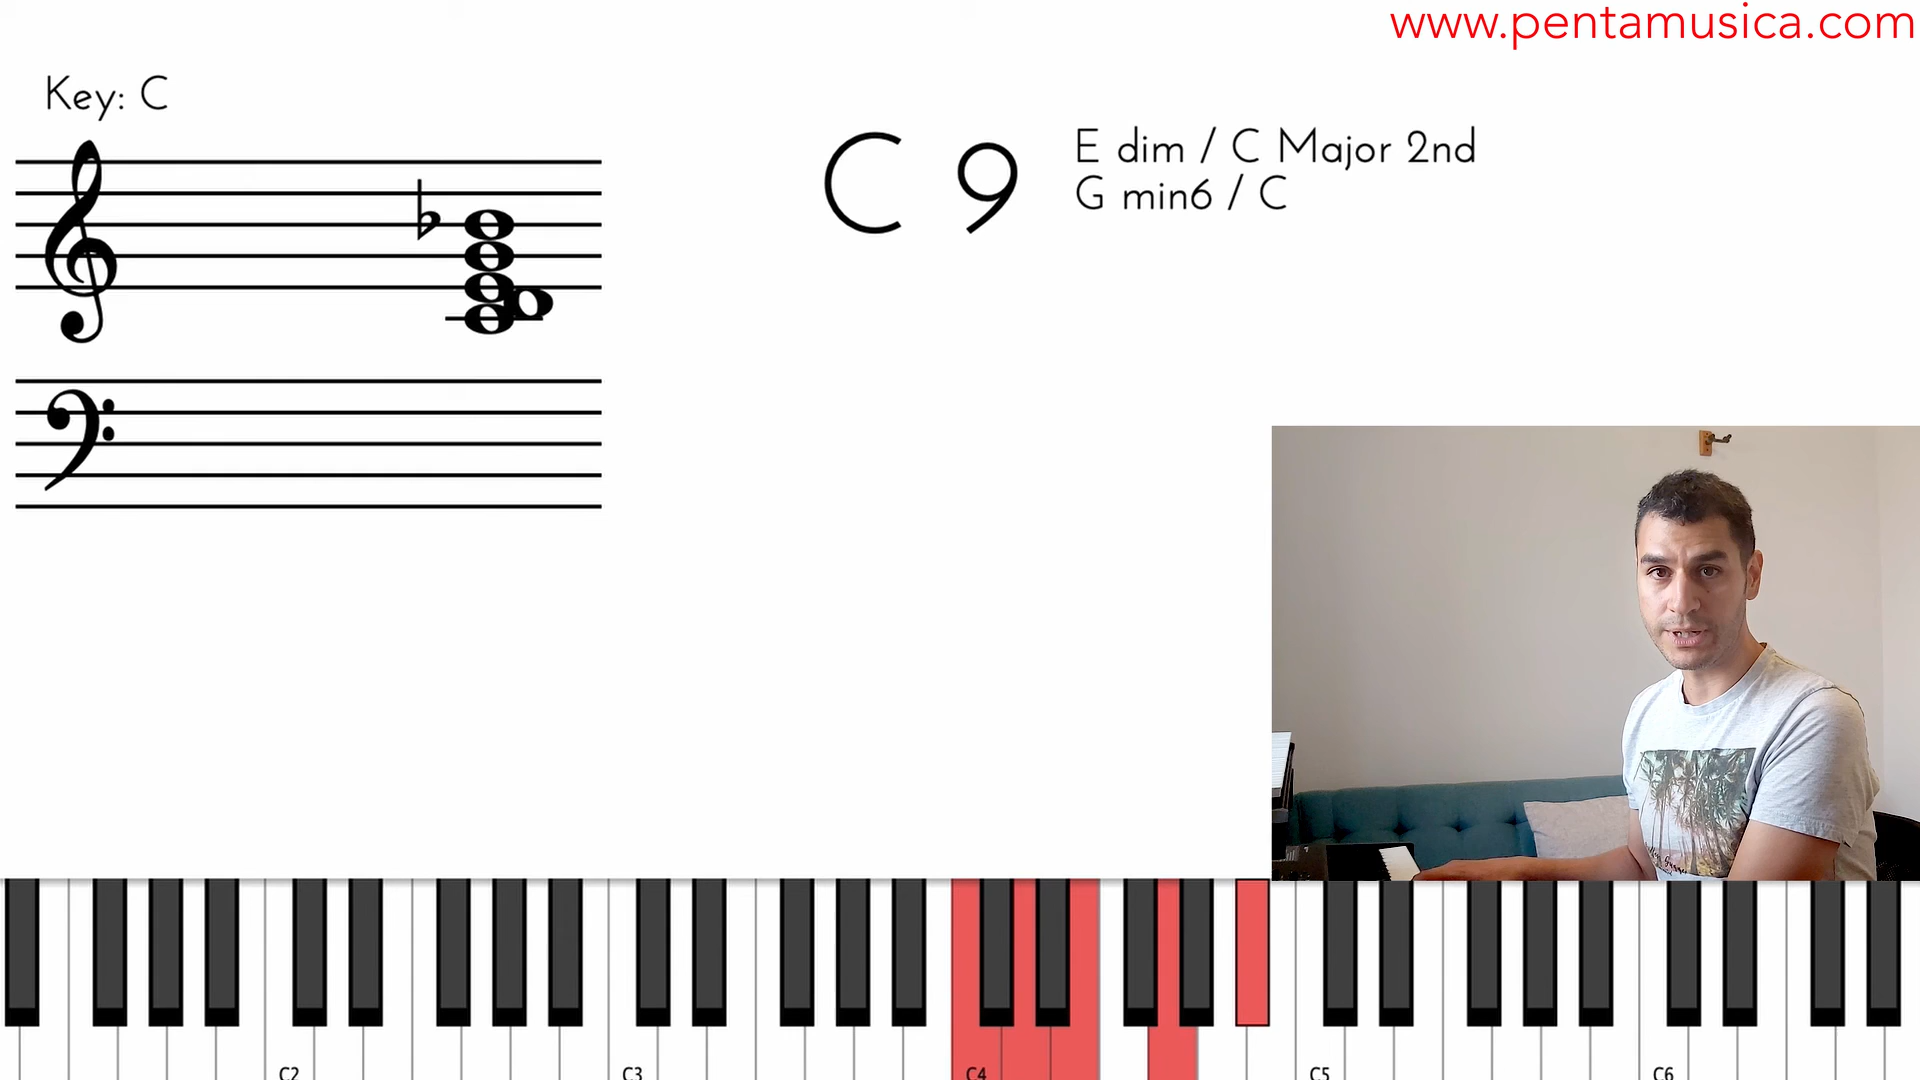 www.pentamusica.com
Key: C
C 9
E dim / C Major 2nd
G min6 / C
C2
C3
C4
C5
C6